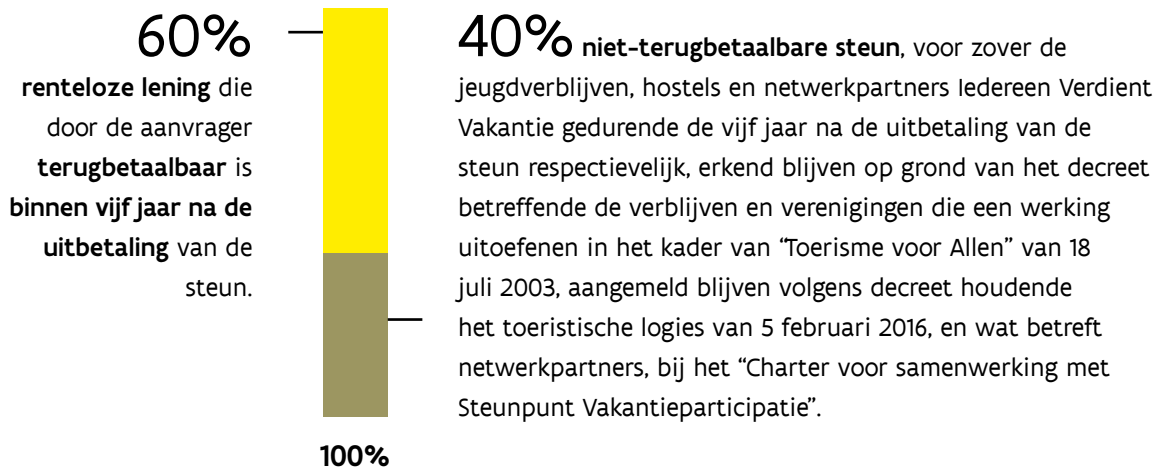 60%
renteloze lening die
door de aanvrager
terugbetaalbaar is
binnen vijf jaar na de
uitbetaling van de
steun.
40% niet-terugbetaalbare steun, voor zover de
jeugdverblijven, hostels en netwerkpartners Iedereen Verdient
Vakantie gedurende de vijf jaar na de uitbetaling van de
steun respectievelijk, erkend blijven op grond van het decreet
betreffende de verblijven en verenigingen die een werking
uitoefenen in het kader van “Toerisme voor Allen” van 18
juli 2003, aangemeld blijven volgens decreet houdende
het toeristische logies van 5 februari 2016, en wat betreft
netwerkpartners, bij het “Charter voor samenwerking met
Steunpunt Vakantieparticipatie”.
100%